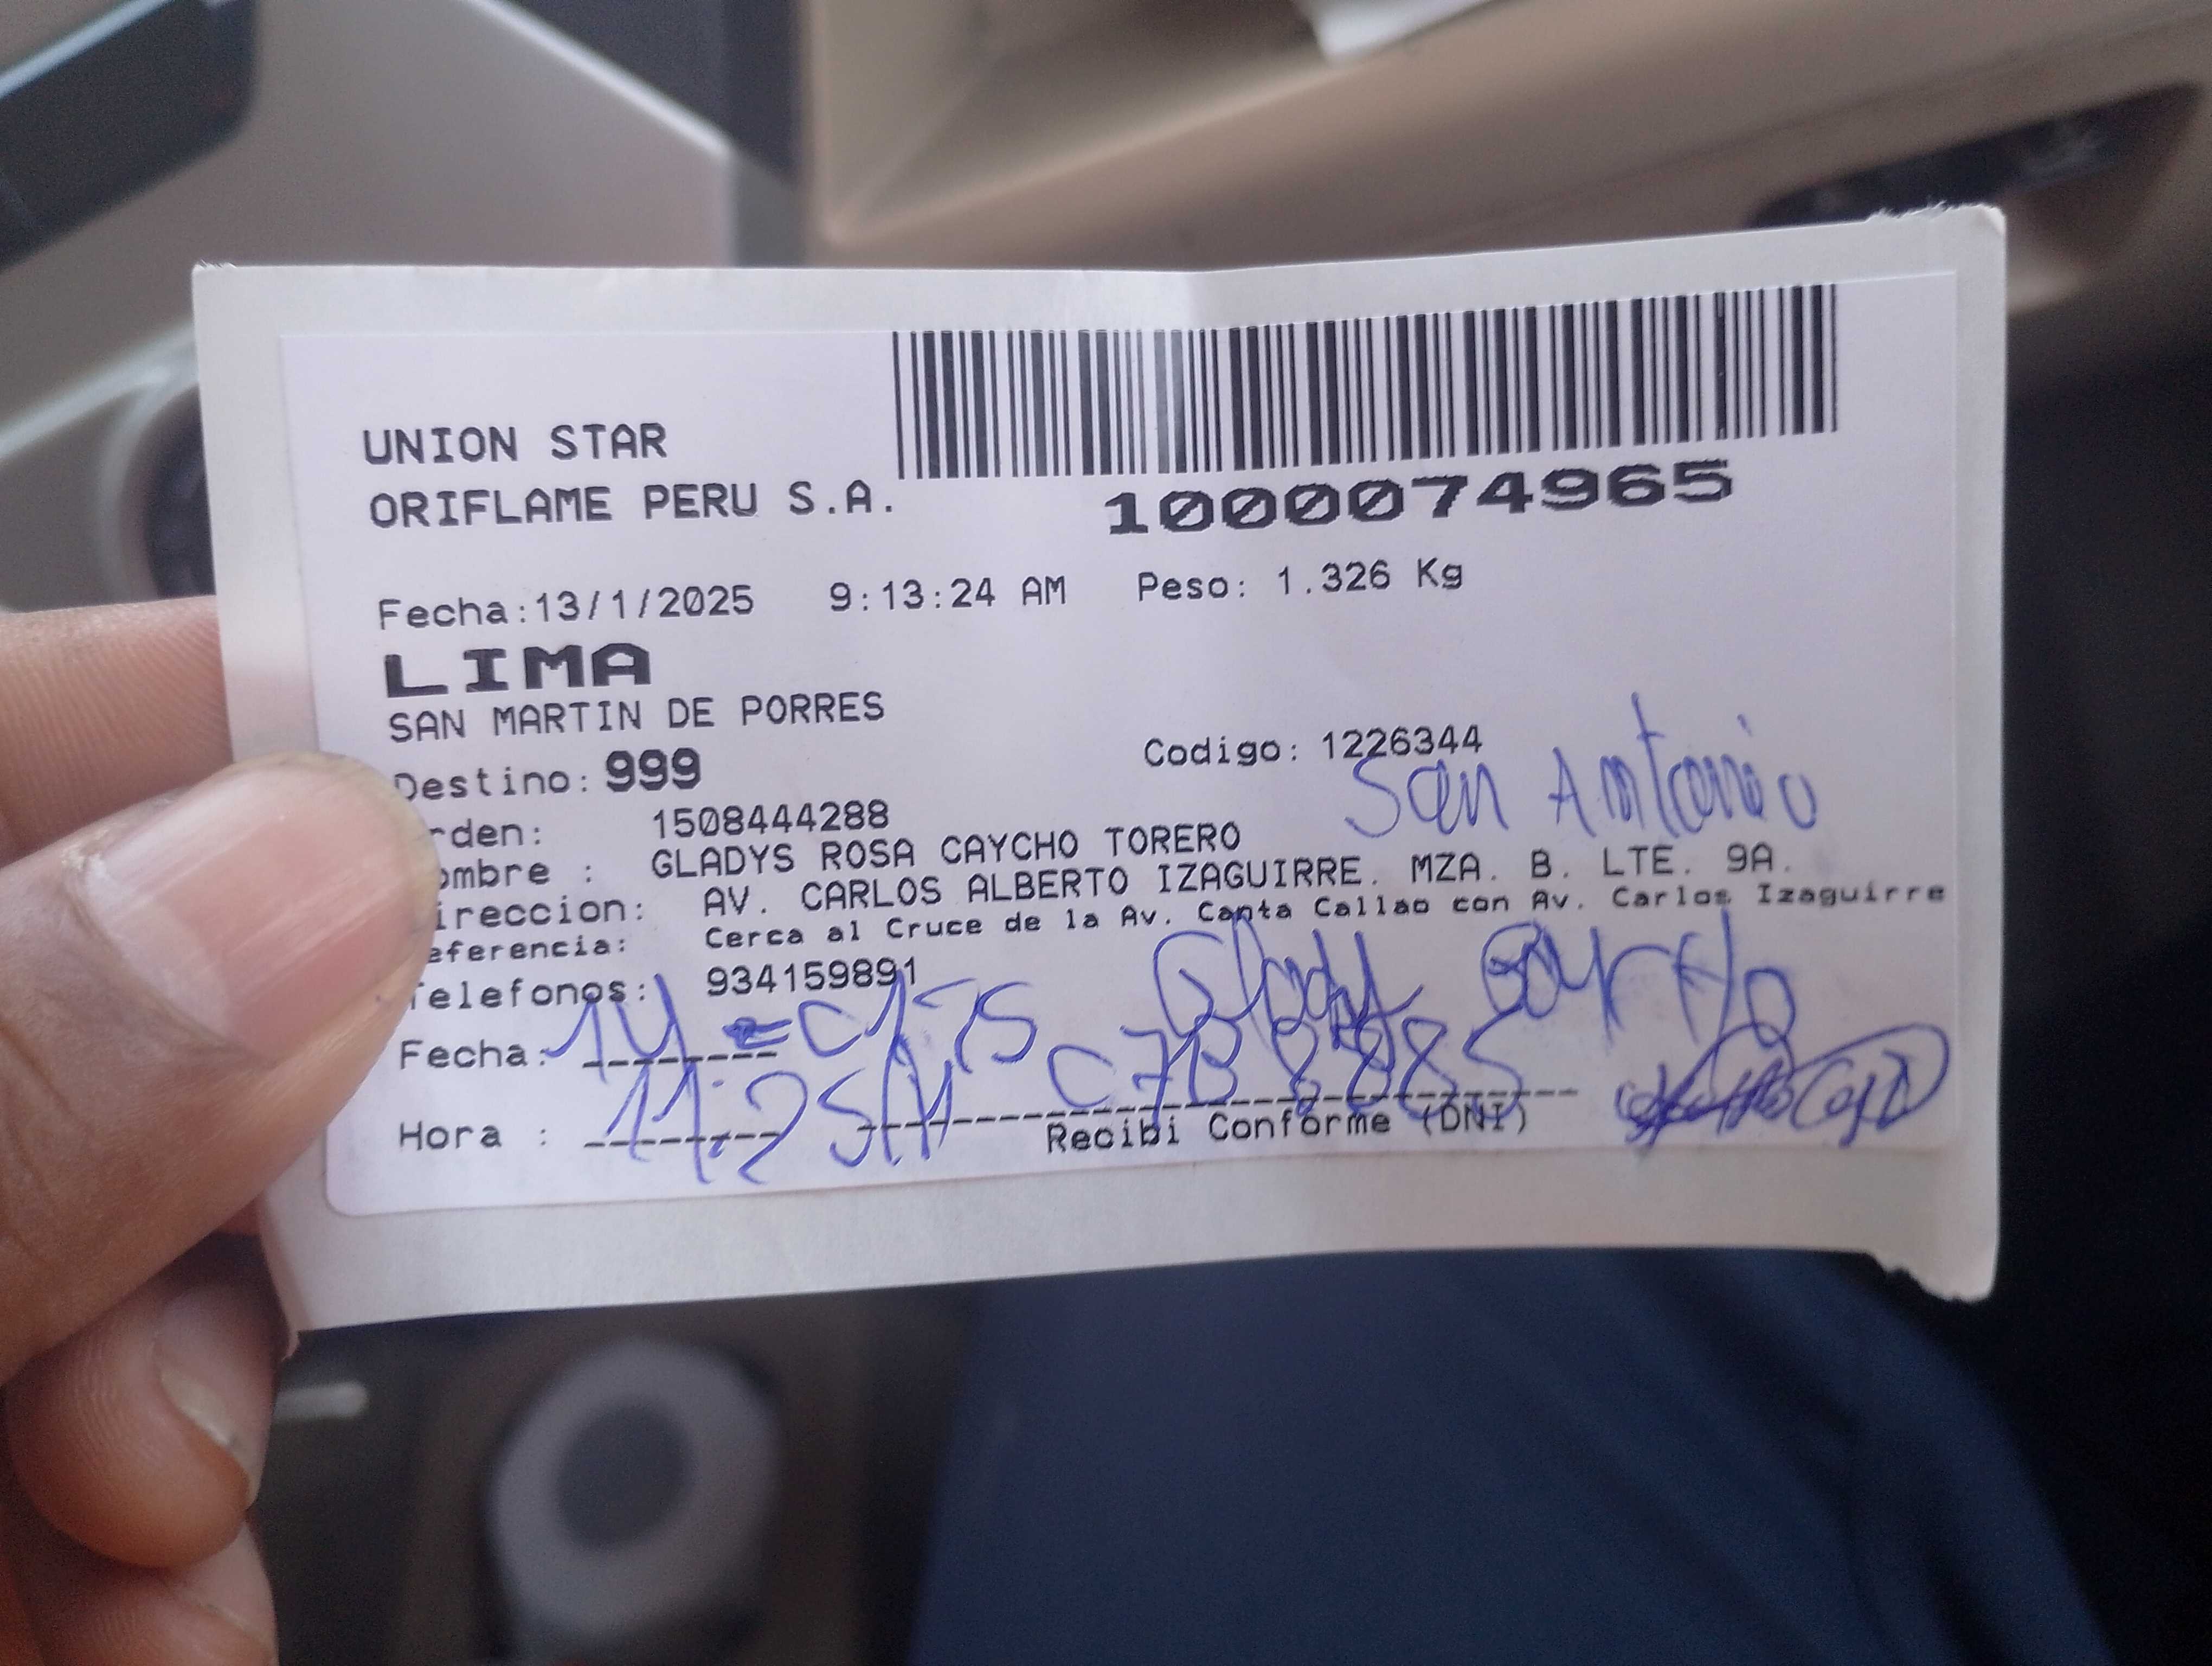 UNION STAR
ORIFLAME PERU S.A.
1000074965
Fecha:13/1/2025 9:13:24 AM Peso: 1.326 Kg
LIMA
SAN MARTIN DE PORRES
Destino: 999 Codigo: 1226344
San Antonio
rden: 1508444288
ombre : GLADYS ROSA CAYCHO TORERO
ireccion: AV. CARLOS ALBERTO IZAGUIRRE. MZA. B. LTE. 9A.
eferencia: Cerca al Cruce de la Av. Canta Callao con Av. Carlos Izaguirre
Telefonos: 934159891
Fecha:
Hora : 11:25
Recibi Conforme (DNI)